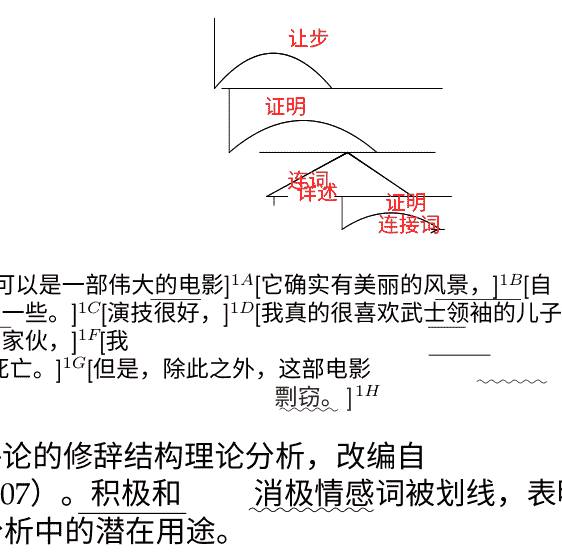 让步
证明
连词
详述
证明
连接词
可以是一部伟大的电影]1A[它确实有美丽的风景，]1B[自
一些。]1C[演技很好，]1D[我真的很喜欢武士领袖的儿子
家伙，]1F[我
死亡。]1G[但是，除此之外，这部电影
剽窃。 ]1H
论的修辞结构理论分析，改编自
07）。积极和 消极情感词被划线，表明
分析中的潜在用途。